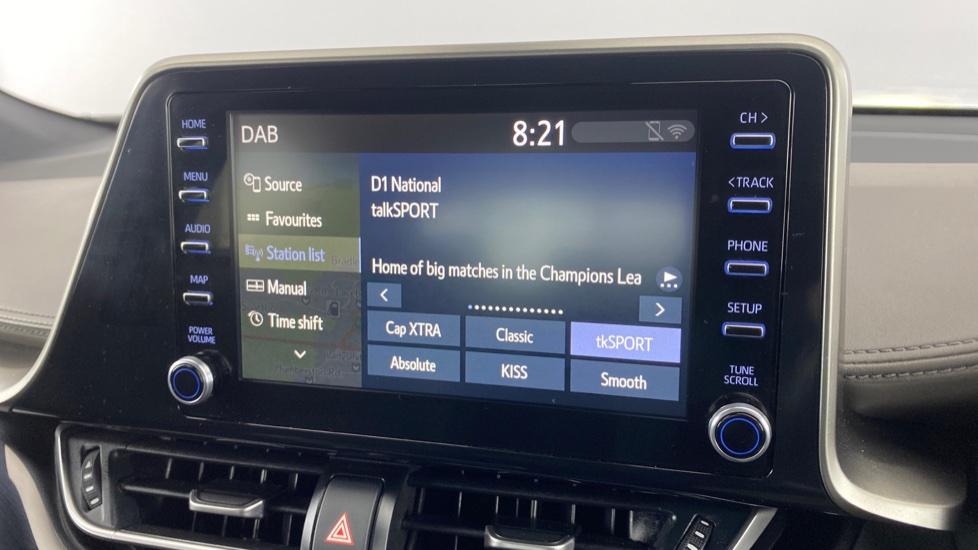 HOME
MENU
AUDIO
MAP
POWER
VOLUME
DAB
8:21
Source
Favourites
Station list
Manual
Time shift
D1 National
talkSPORT
Home of big matches in the Champions Lea
Cap XTRA
Classic
tkSPORT
Absolute
KISS
Smooth
CH >
< TRACK
PHONE
SETUP
TUNE
SCROLL